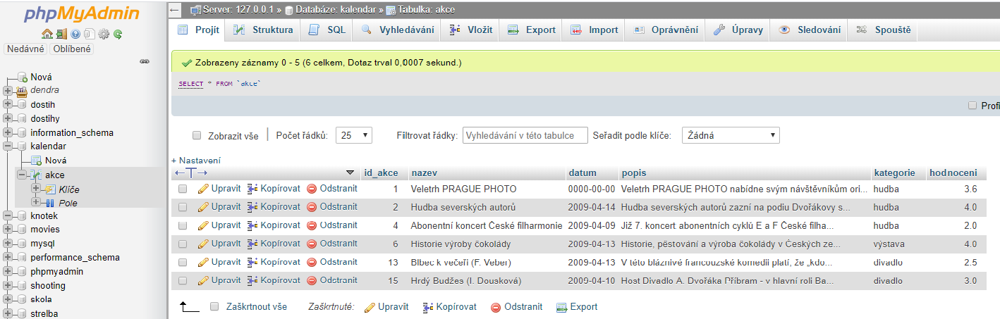 phpMyAdmin
Nedávné Oblíbené
Nová
dendra
dostih
dostihy
information_schema
kalendar
Nová
akce
Klíče
Pole
knotek
movies
mysql
performance_schema
phpmyadmin
shooting
skola
strelba
Server: 127.0.0.1 » Databáze: kalendar » Tabulka: akce
Projít Struktura SQL Vyhledávání Vložit Export Import Oprávnění Úpravy Sledování Spouště
Zobrazeny záznamy 0 - 5 (6 celkem, Dotaz trval 0,0007 sekund.)
SELECT * FROM `akce`
Profi
Zobrazit vše | Počet řádků: 25 Filtrovat řádky: Vyhledávání v této tabulce Seřadit podle klíče: Žádná
+ Nastavení
←T→ id_akce nazev datum popis kategorie hodnoceni
Upravit Kopírovat Odstranit 1 Veletrh PRAGUE PHOTO 0000-00-00 Veletrh PRAGUE PHOTO nabídne svým návštěvníkům ori... hudba 3.6
Upravit Kopírovat Odstranit 2 Hudba severských autorů 2009-04-14 Hudba severských autorů zazní na podiu Dvořákovy s... hudba 4.0
Upravit Kopírovat Odstranit 4 Abonentní koncert České filharmonie 2009-04-09 Již 7. koncert abonentních cyklů E a F České filha... hudba 2.0
Upravit Kopírovat Odstranit 6 Historie výroby čokolády 2009-04-13 Historie, pěstování a výroba čokolády v Českých ze... výstava 4.0
Upravit Kopírovat Odstranit 13 Blbec k večeři (F. Veber) 2009-04-13 V této bláznivé francouzské komedii platí, že „kdo... divadlo 2.5
Upravit Kopírovat Odstranit 15 Hrdý Budžes (I. Dousková) 2009-04-10 Host Divadlo A. Dvořáka Příbram - v hlavní roli Ba... divadlo 3.0
Zaškrtnout vše Zaškrtnuté: Upravit Kopírovat Odstranit Export